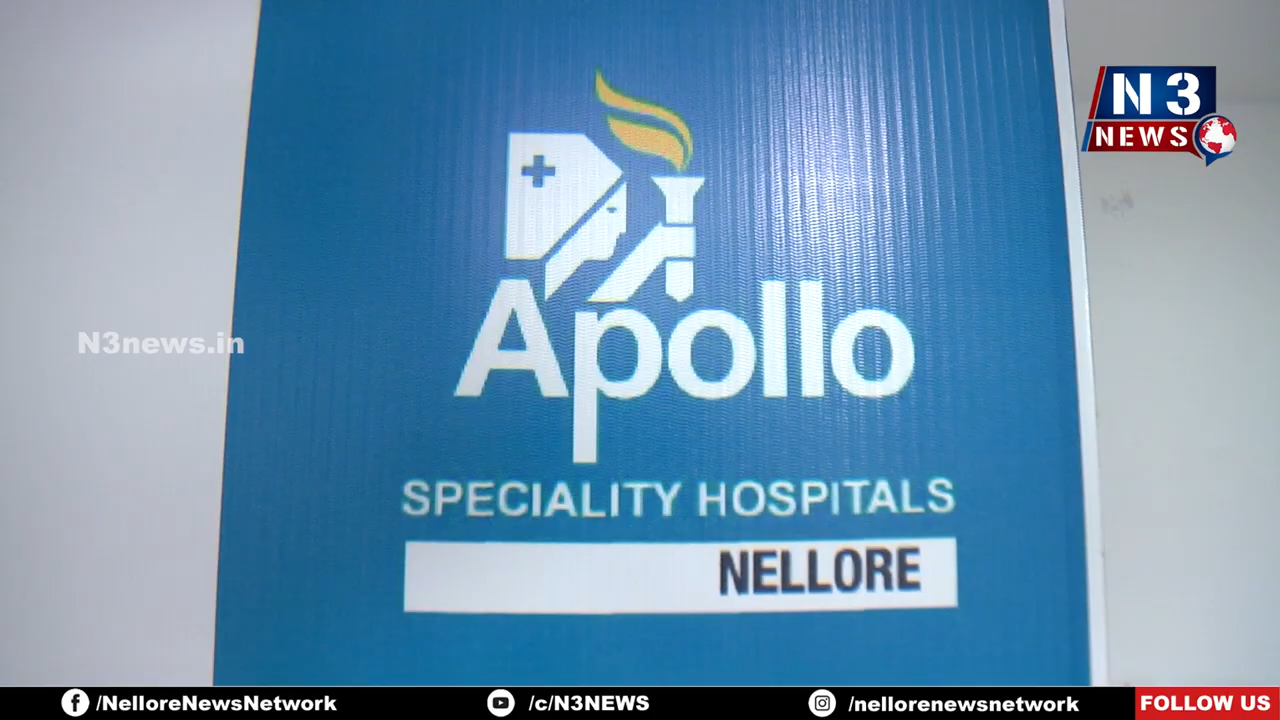 N3
NEWS
N3news.in
Apollo
SPECIALITY HOSPITALS
NELLORE
/NelloreNewsNetwork
/c/N3NEWS
/nellorenewsnetwork
FOLLOW US